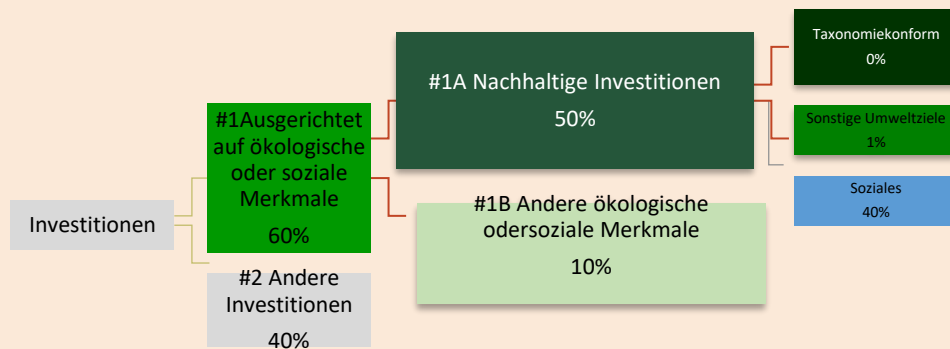 Investitionen
#1Ausgerichtet
auf ökologische
oder soziale
Merkmale
60%
#2 Andere
Investitionen
40%
#1A Nachhaltige Investitionen
50%
#1B Andere ökologische
odersoziale Merkmale
10%
Taxonomiekonform
0%
Sonstige Umweltziele
1%
Soziales
40%